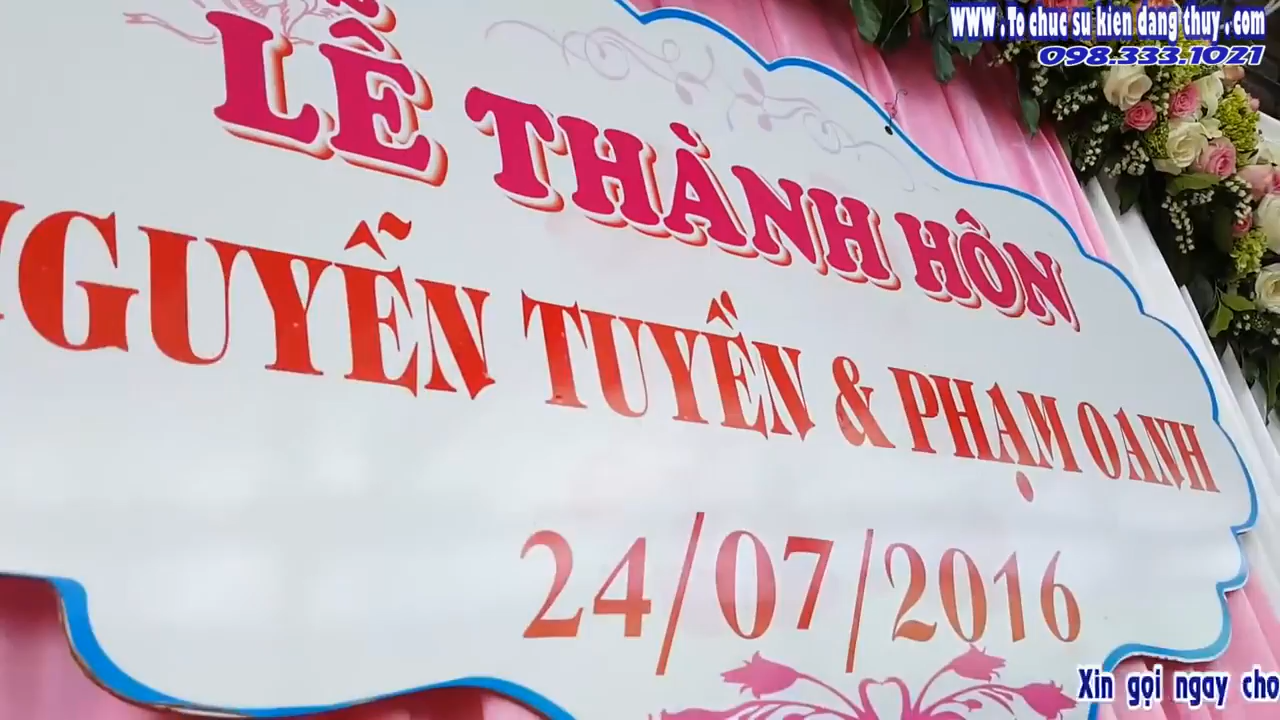 WWW.To chuc su kien dang thuy.com
098.333.1021
LỄ THÀNH HÔN
NGUYỄN TUYỀN & PHẠM OANH
24/07/2016
Xin gọi ngay cho